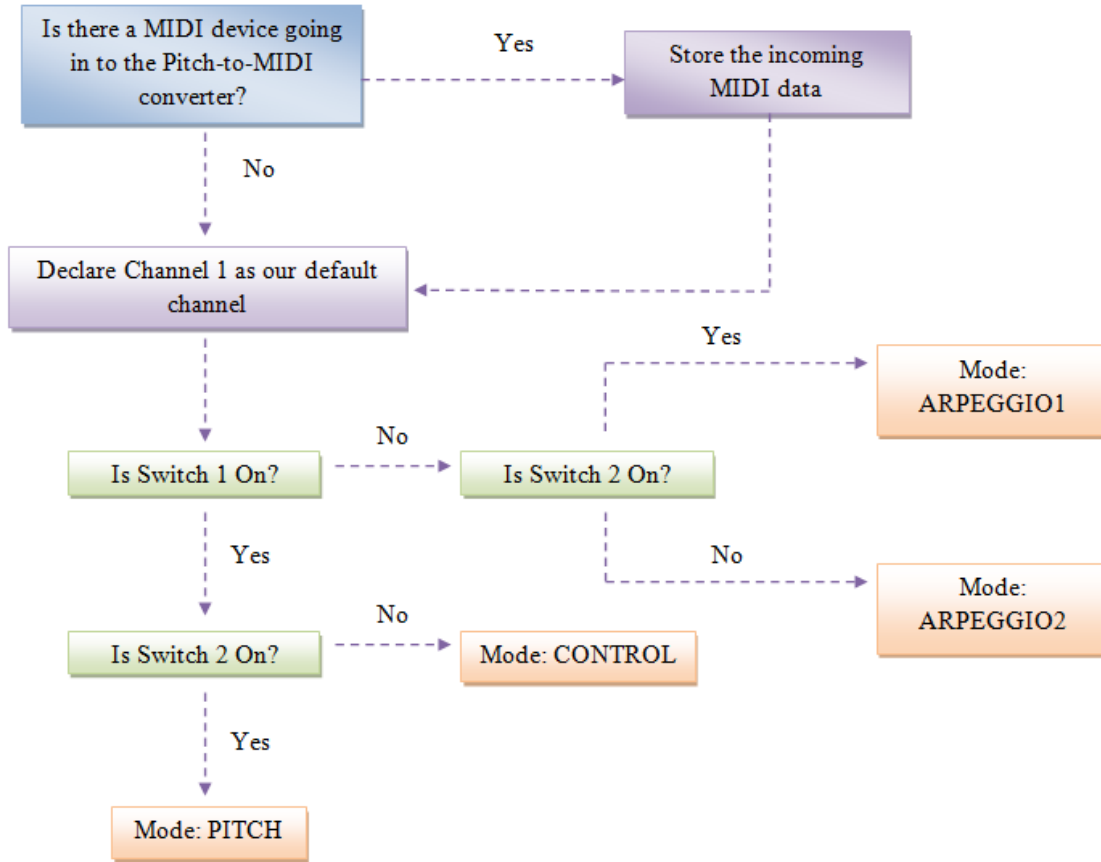 Is there a MIDI device going
in to the Pitch-to-MIDI
converter?
Yes
Store the incoming
MIDI data
No
Declare Channel 1 as our default
channel
Yes
Mode:
ARPEGGIO1
No
Is Switch 1 On?
Is Switch 2 On?
Yes
No
Mode:
ARPEGGIO2
No
Is Switch 2 On?
Mode: CONTROL
Yes
Mode: PITCH